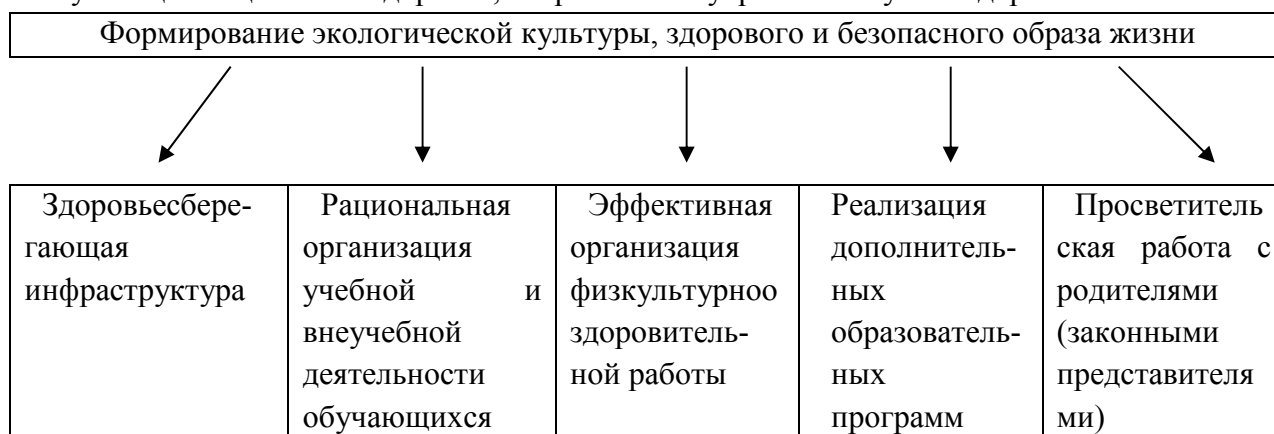 Формирование экологической культуры, здорового и безопасного образа жизни
Здоровьесбере-
гающая
инфраструктура
Рациональная
организация
учебной и
внеучебной
деятельности
обучающихся
Эффективная
организация
физкультурноо
здоровитель-
ной работы
Реализация
дополнитель-
ных
образователь-
ных
программ
Просветитель
ская работа с
родителями
(законными
представителя
ми)